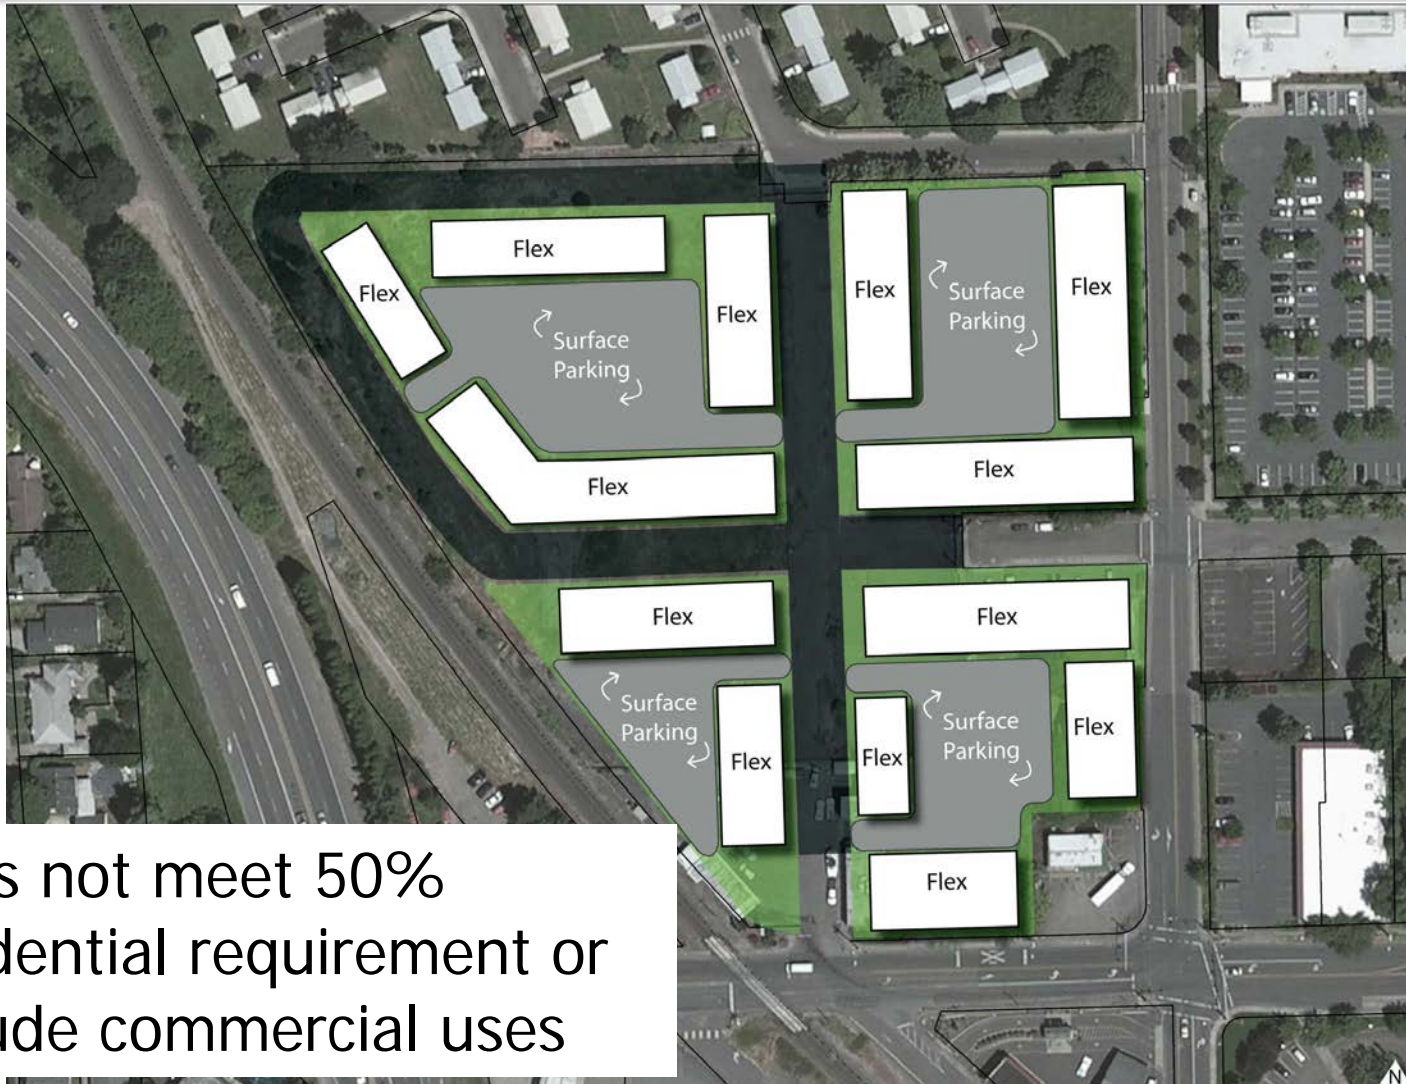 Flex
Flex
Flex
Surface
Parking
Flex
Flex
Flex
Surface
Parking
Flex
Flex
Surface
Parking
Flex
Flex
Flex
Surface
Parking
Flex
Flex
s not meet 50%
dential requirement or
ude commercial uses
N